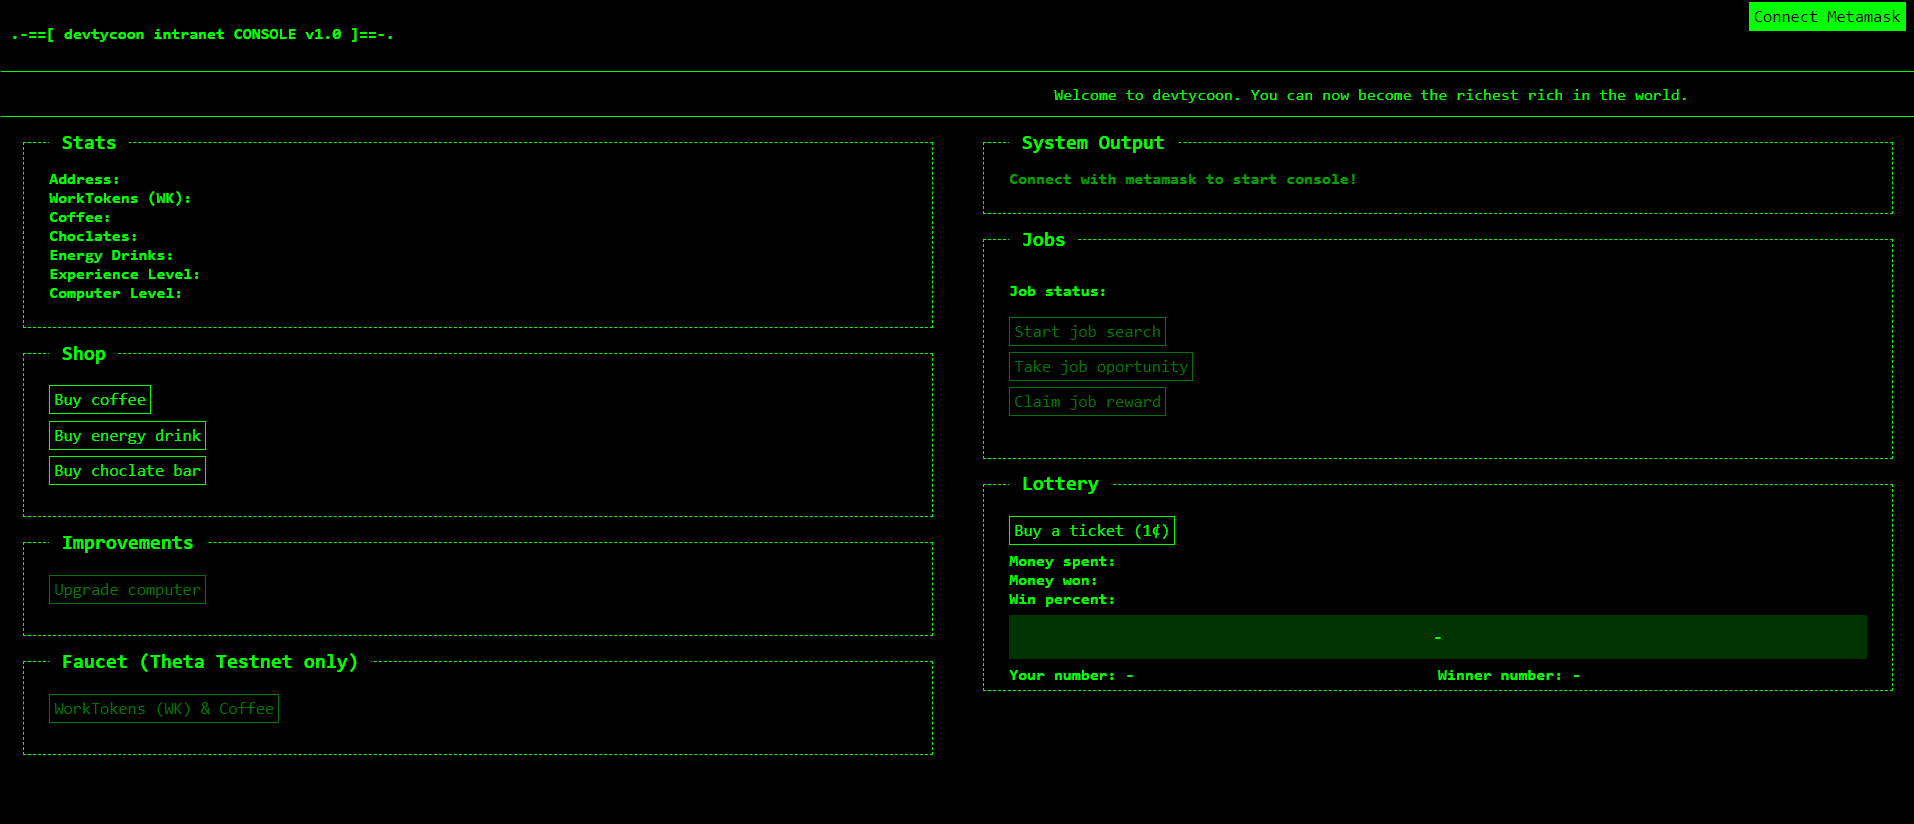 .-==[ devtycoon intranet CONSOLE v1.0 ]==-.
Connect Metamask
Welcome to devtycoon. You can now become the richest rich in the world.
Stats
Address:
WorkTokens (WK):
Coffee:
Choclates:
Energy Drinks:
Experience Level:
Computer Level:
Shop
Buy coffee
Buy energy drink
Buy choclate bar
Improvements
Upgrade computer
Faucet (Theta Testnet only)
WorkTokens (WK) & Coffee
System Output
Connect with metamask to start console!
Jobs
Job status:
Start job search
Take job oportunity
Claim job reward
Lottery
Buy a ticket (1¢)
Money spent:
Money won:
Win percent:
-
Your number: -
Winner number: -